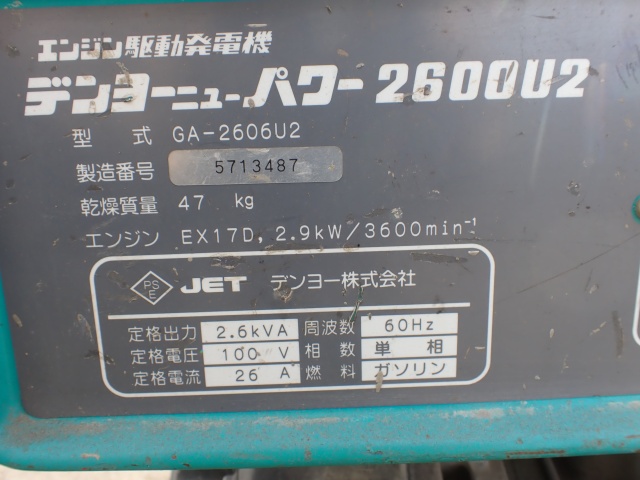 エンジン駆動発電機
デンヨーニューパワー2600U2
型 式 GA-2606U2
製造番号 5713487
乾燥質量 47 kg
エンジン EX17D, 2.9kW/3600min⁻¹
PSE JET デンヨー株式会社
定格出力 2.6kVA 周波数 60Hz
定格電圧 100 V 相 数 単 相
定格電流 26 A 燃 料 ガソリン